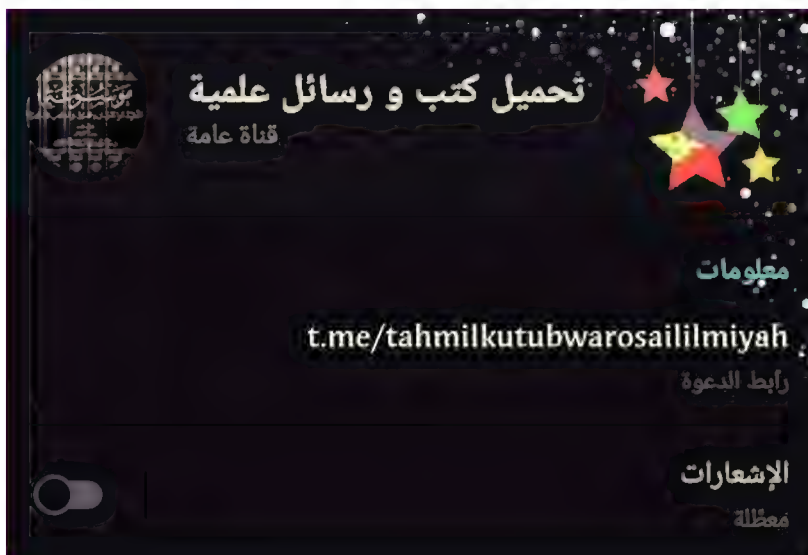 تحميل كتب و رسائل علمية
قناة عامة
معلومات
t.me/tahmilkutubwarosaililmiyah
رابط الدعوة
الإشعارات
معطلة